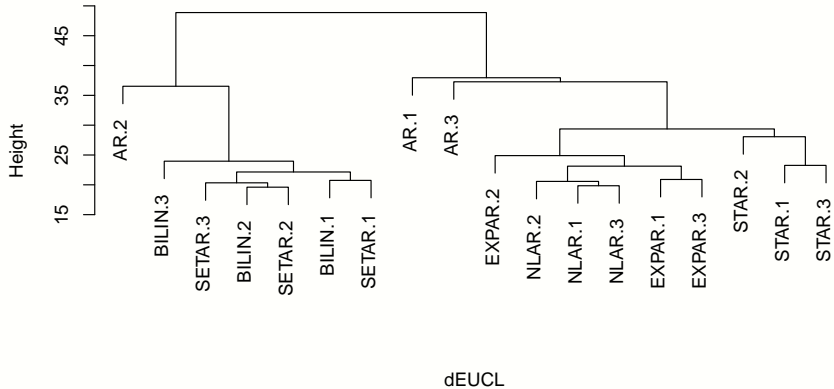 Height
45
35
25
15
AR.2
BILIN.3
SETAR.3
BILIN.2
SETAR.2
BILIN.1
SETAR.1
AR.1
AR.3
EXPAR.2
NLAR.2
NLAR.1
NLAR.3
EXPAR.1
EXPAR.3
STAR.2
STAR.1
STAR.3
dEUCL